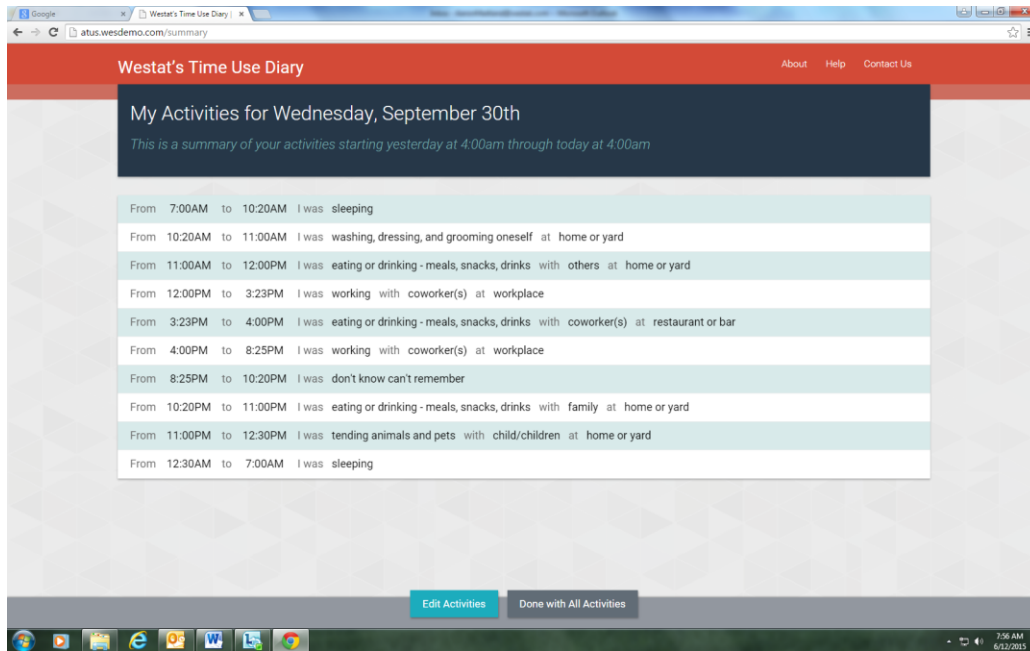 Google
Westat's Time Use Diary |
atus.wesdemo.com/summary
Westat's Time Use Diary
About Help Contact Us
My Activities for Wednesday, September 30th
This is a summary of your activities starting yesterday at 4:00am through today at 4:00am
From 7:00AM to 10:20AM I was sleeping
From 10:20AM to 11:00AM I was washing, dressing, and grooming oneself at home or yard
From 11:00AM to 12:00PM I was eating or drinking - meals, snacks, drinks with others at home or yard
From 12:00PM to 3:23PM I was working with coworker(s) at workplace
From 3:23PM to 4:00PM I was eating or drinking - meals, snacks, drinks with coworker(s) at restaurant or bar
From 4:00PM to 8:25PM I was working with coworker(s) at workplace
From 8:25PM to 10:20PM I was don't know can't remember
From 10:20PM to 11:00PM I was eating or drinking - meals, snacks, drinks with family at home or yard
From 11:00PM to 12:30PM I was tending animals and pets with child/children at home or yard
From 12:30AM to 7:00AM I was sleeping
Edit Activities Done with All Activities
7:56 AM
6/12/2015